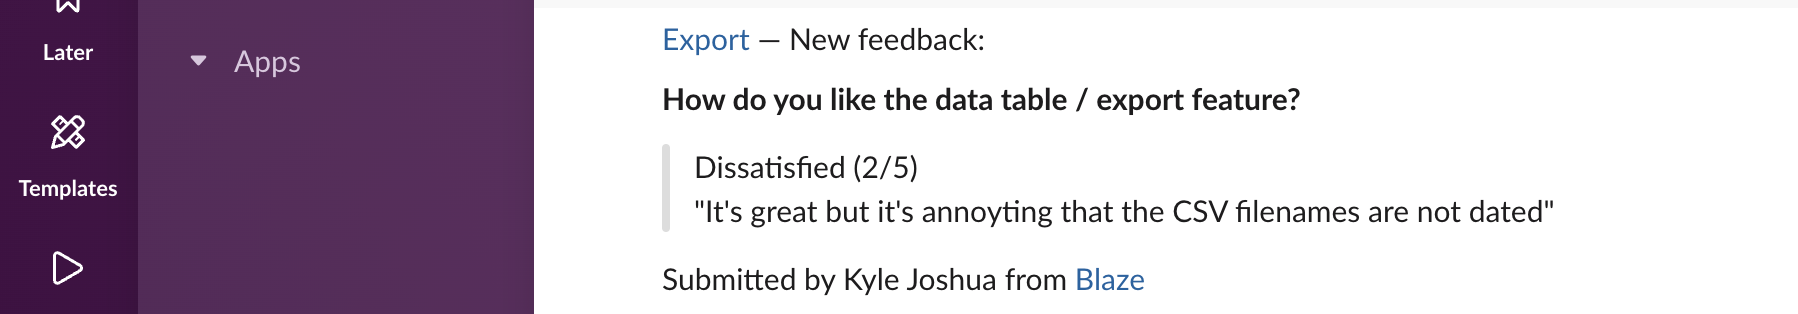 Later
Templates
Apps
Export — New feedback:
How do you like the data table / export feature?
Dissatisfied (2/5)
"It's great but it's annoyting that the CSV filenames are not dated"
Submitted by Kyle Joshua from Blaze